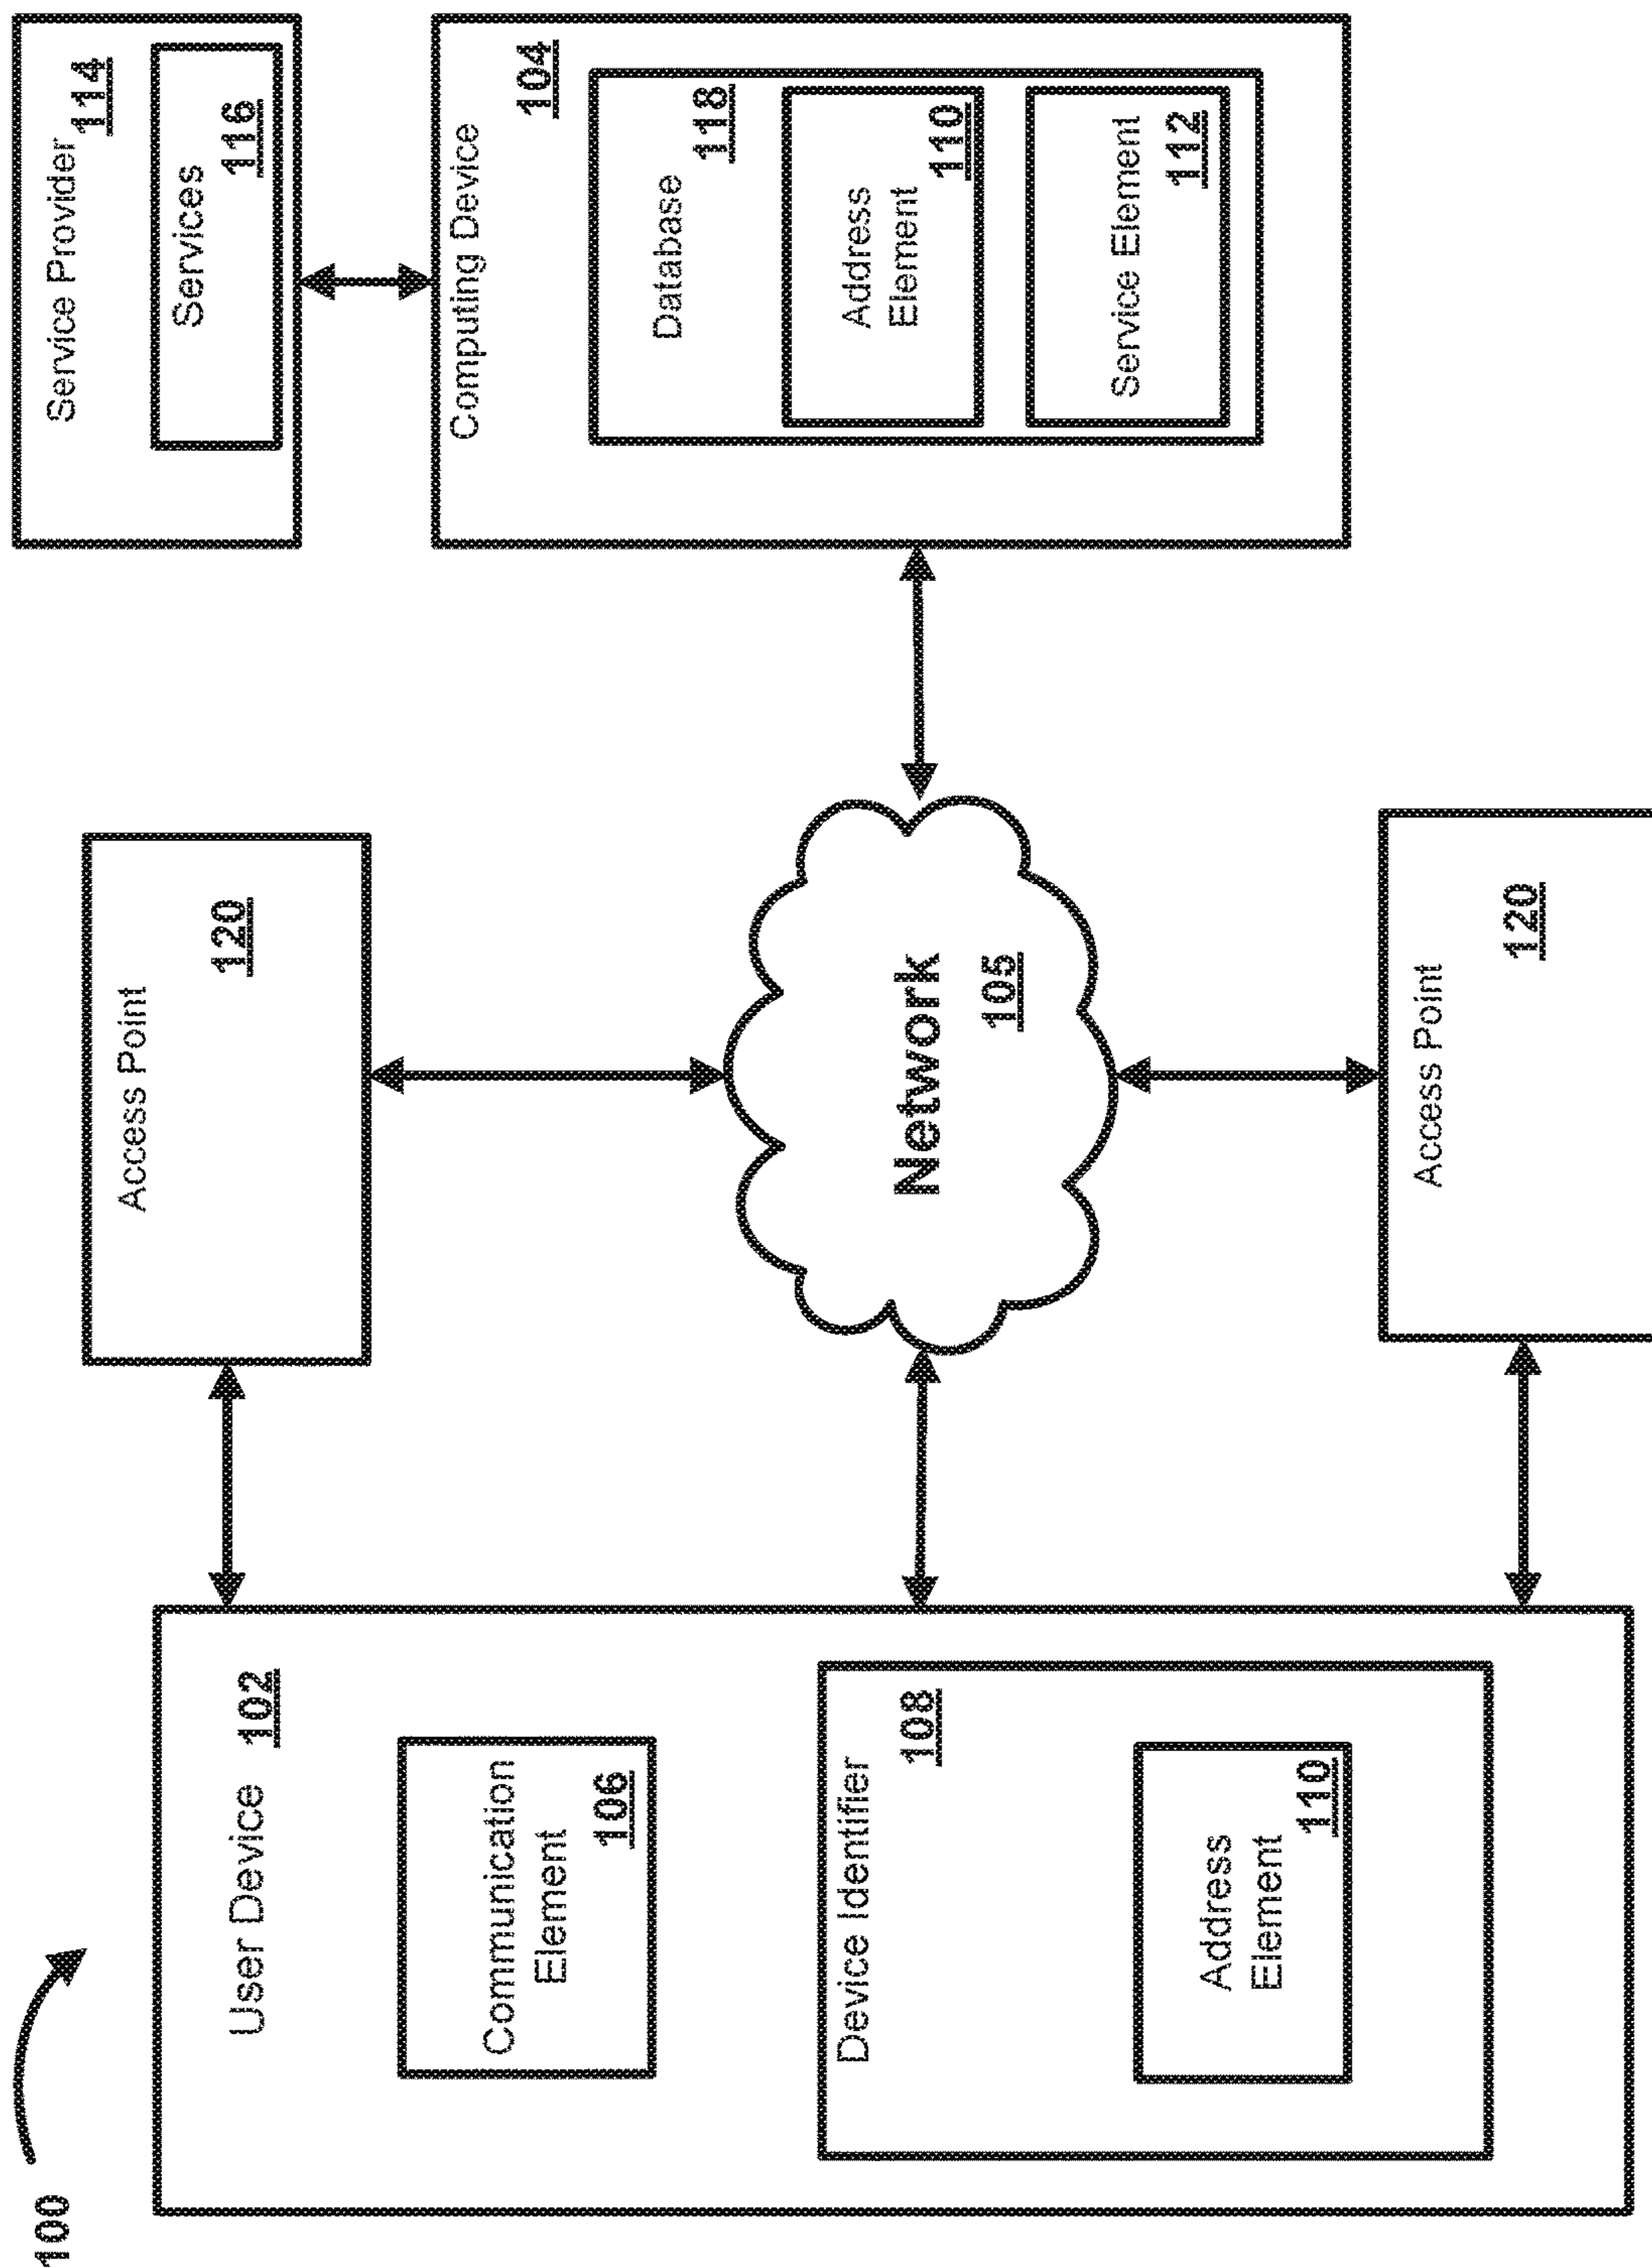 100
User Device 102
Communication
Element
106
Device Identifier
108
Address
Element
110
Access Point
120
Network
105
Access Point
120
Service Provider
114
Services
116
Computing Device
104
Database
118
Address
Element
110
Service Element
112